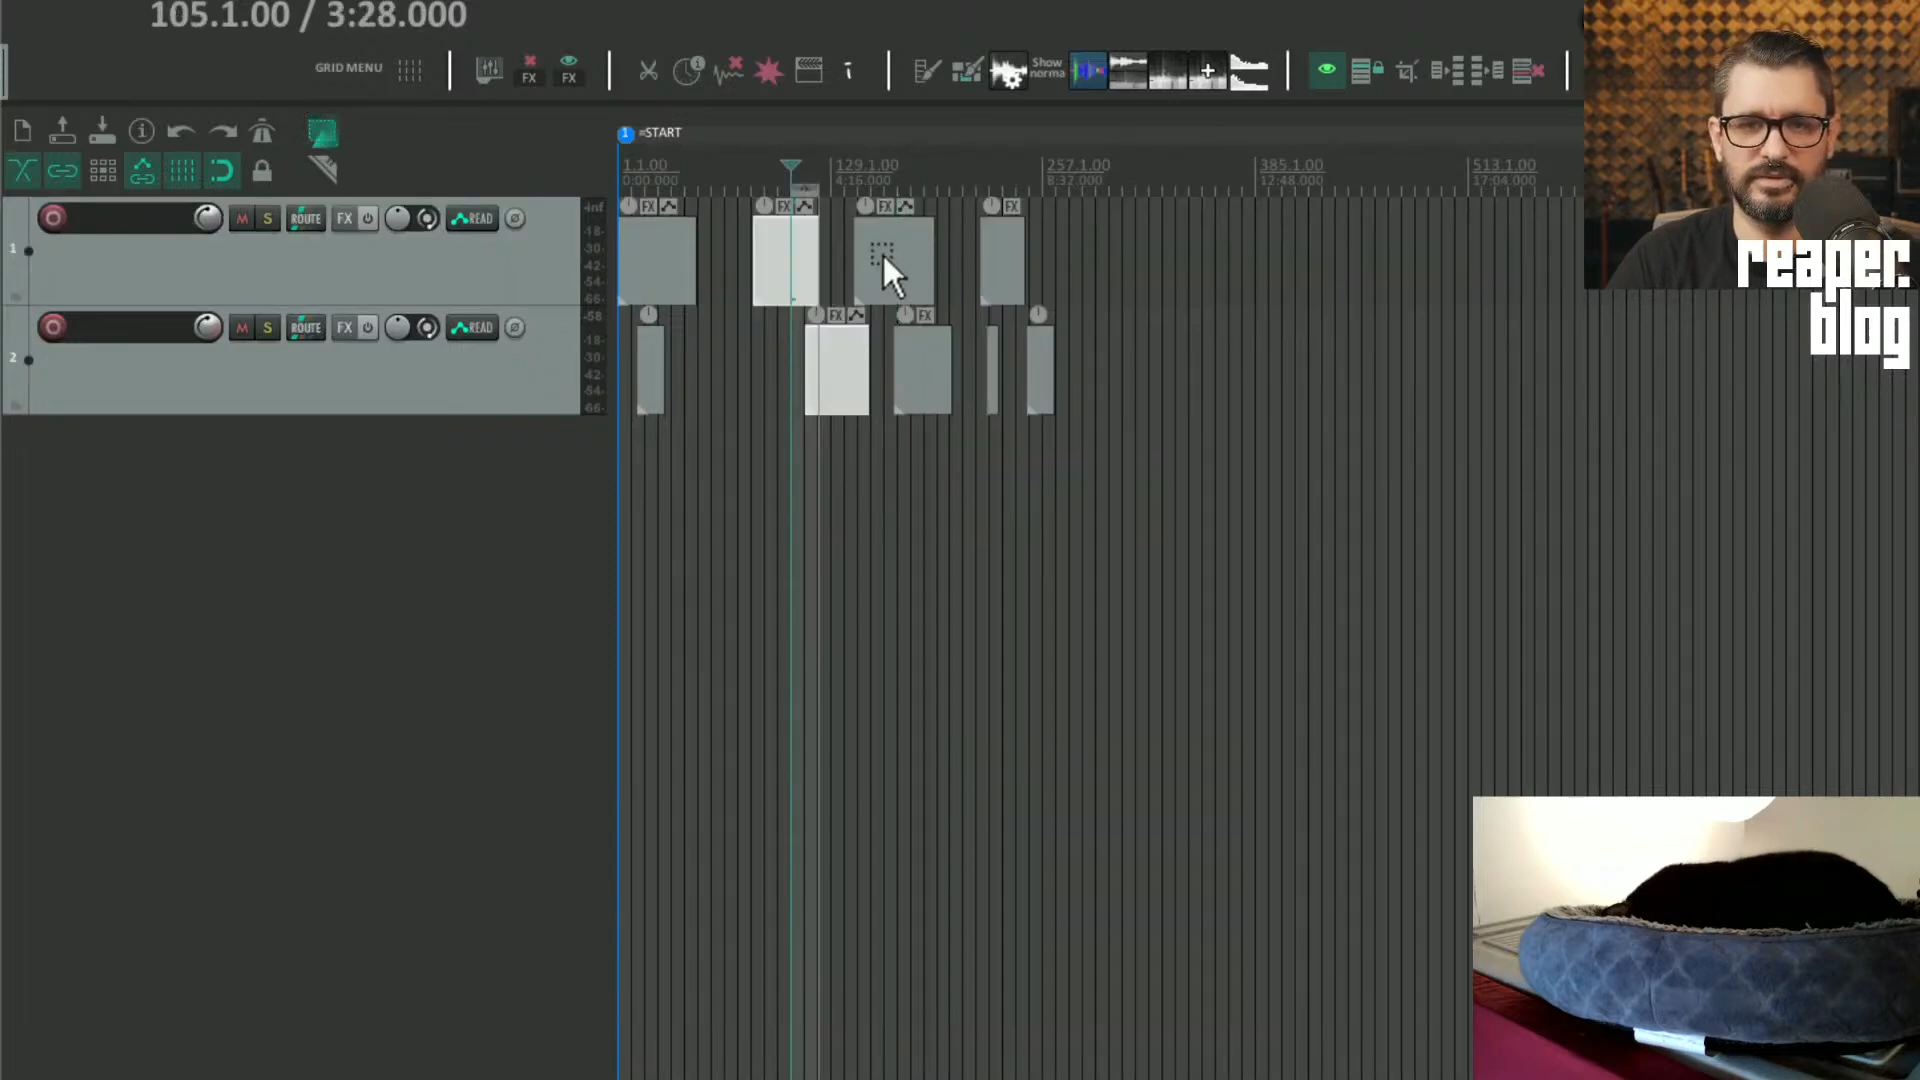 105.1.00 / 3:28.000
GRID MENU
FX
FX
Show
norma
reaper.
blog
1 =START
1.1.00
0:00.000
129.1.00
4:16.000
257.1.00
8:32.000
385.1.00
12:48.000
513.1.00
17:04.000
1
M S ROUTE FX READ
-inf
-18-
-30-
-42-
-54-
-66-
FX
FX
FX
FX
2
M S ROUTE FX READ
-58
-18-
-30-
-42-
-54-
-66-
FX
FX